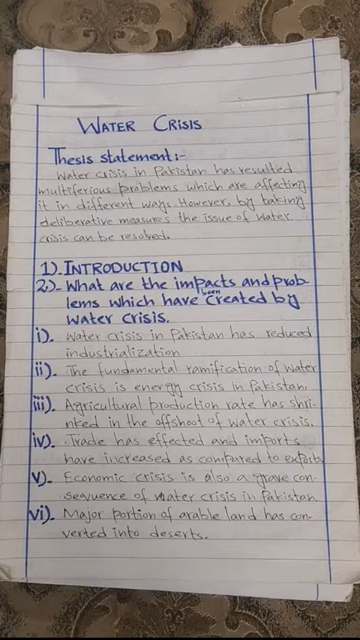 WATER CRISIS
Thesis statement:-
Water crisis in Pakistan has resulted
multiferious problems which are affecting
it in different ways. However, by taking
deliberative measures the issue of water
crisis can be resolved.
1). INTRODUCTION
2).- What are the impacts and prob-
lems which have been created by
water crisis.
i). Water crisis in Pakistan has reduced
industrialization
ii). The fundamental ramification of water
crisis is energy crisis in Pakistan.
iii). Agricultural production rate has shri-
nked in the offshoot of water crisis.
iv). Trade has effected and imports
have increased as compared to exports
v). Economic crisis is also a grave con-
sequence of water crisis in Pakistan.
vi). Major portion of arable land has con-
verted into deserts.